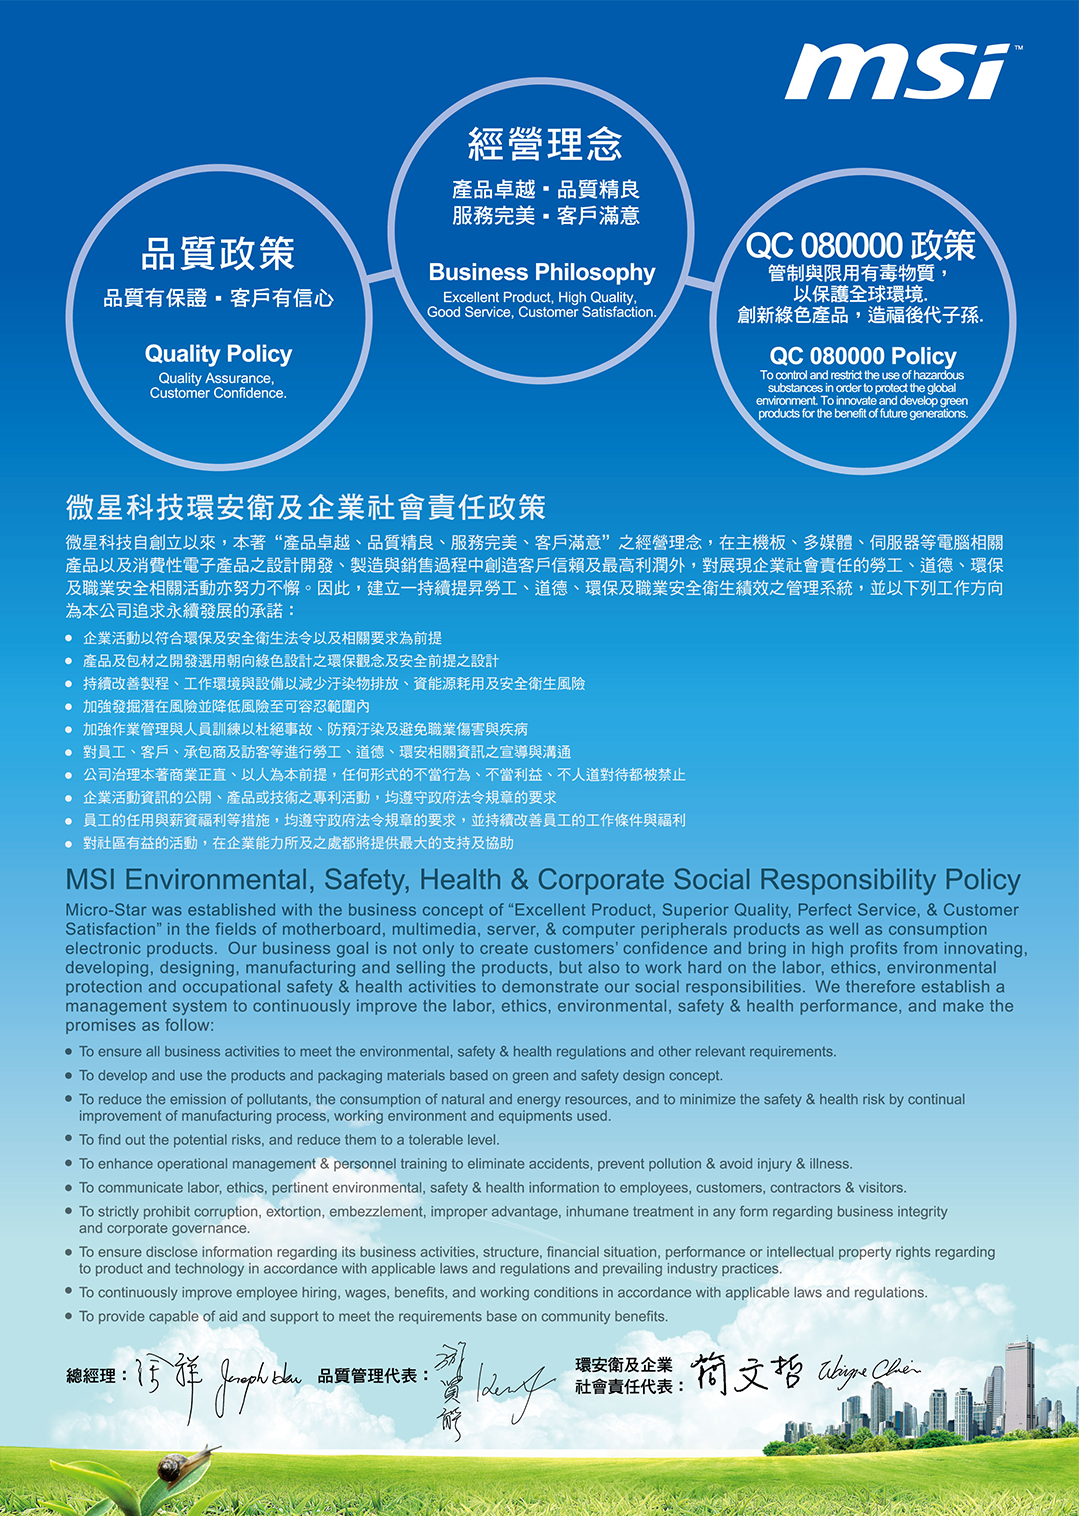 msi™
經營理念
產品卓越▪品質精良
服務完美▪客戶滿意
Business Philosophy
Excellent Product, High Quality,
Good Service, Customer Satisfaction.
品質政策
品質有保證▪客戶有信心
Quality Policy
Quality Assurance,
Customer Confidence.
QC 080000 政策
管制與限用有毒物質，
以保護全球環境.
創新綠色產品，造福後代子孫.
QC 080000 Policy
To control and restrict the use of hazardous
substances in order to protect the global
environment. To innovate and develop green
products for the benefit of future generations.
微星科技環安衛及企業社會責任政策
微星科技自創立以來，本著“產品卓越、品質精良、服務完美、客戶滿意”之經營理念，在主機板、多媒體、伺服器等電腦相關
產品以及消費性電子產品之設計開發、製造與銷售過程中創造客戶信賴及最高利潤外，對展現企業社會責任的勞工、道德、環保
及職業安全相關活動亦努力不懈。因此，建立一持續提昇勞工、道德、環保及職業安全衛生績效之管理系統，並以下列工作方向
為本公司追求永續發展的承諾：
● 企業活動以符合環保及安全衛生法令以及相關要求為前提
● 產品及包材之開發選用朝向綠色設計之環保觀念及安全前提之設計
● 持續改善製程、工作環境與設備以減少汙染物排放、資能源耗用及安全衛生風險
● 加強發掘潛在風險並降低風險至可容忍範圍內
● 加強作業管理與人員訓練以杜絕事故、防預汙染及避免職業傷害與疾病
● 對員工、客戶、承包商及訪客等進行勞工、道德、環安相關資訊之宣導與溝通
● 公司治理本著商業正直、以人為本前提，任何形式的不當行為、不當利益、不人道對待都被禁止
● 企業活動資訊的公開、產品或技術之專利活動，均遵守政府法令規章的要求
● 員工的任用與薪資福利等措施，均遵守政府法令規章的要求，並持續改善員工的工作條件與福利
● 對社區有益的活動，在企業能力所及之處都將提供最大的支持及協助
MSI Environmental, Safety, Health & Corporate Social Responsibility Policy
Micro-Star was established with the business concept of “Excellent Product, Superior Quality, Perfect Service, & Customer
Satisfaction” in the fields of motherboard, multimedia, server, & computer peripherals products as well as consumption
electronic products. Our business goal is not only to create customers’ confidence and bring in high profits from innovating,
developing, designing, manufacturing and selling the products, but also to work hard on the labor, ethics, environmental
protection and occupational safety & health activities to demonstrate our social responsibilities. We therefore establish a
management system to continuously improve the labor, ethics, environmental, safety & health performance, and make the
promises as follow:
● To ensure all business activities to meet the environmental, safety & health regulations and other relevant requirements.
● To develop and use the products and packaging materials based on green and safety design concept.
● To reduce the emission of pollutants, the consumption of natural and energy resources, and to minimize the safety & health risk by continual
improvement of manufacturing process, working environment and equipments used.
● To find out the potential risks, and reduce them to a tolerable level.
● To enhance operational management & personnel training to eliminate accidents, prevent pollution & avoid injury & illness.
● To communicate labor, ethics, pertinent environmental, safety & health information to employees, customers, contractors & visitors.
● To strictly prohibit corruption, extortion, embezzlement, improper advantage, inhumane treatment in any form regarding business integrity
and corporate governance.
● To ensure disclose information regarding its business activities, structure, financial situation, performance or intellectual property rights regarding
to product and technology in accordance with applicable laws and regulations and prevailing industry practices.
● To continuously improve employee hiring, wages, benefits, and working conditions in accordance with applicable laws and regulations.
● To provide capable of aid and support to meet the requirements base on community benefits.
總經理：
品質管理代表：
環安衛及企業
社會責任代表：簡文哲